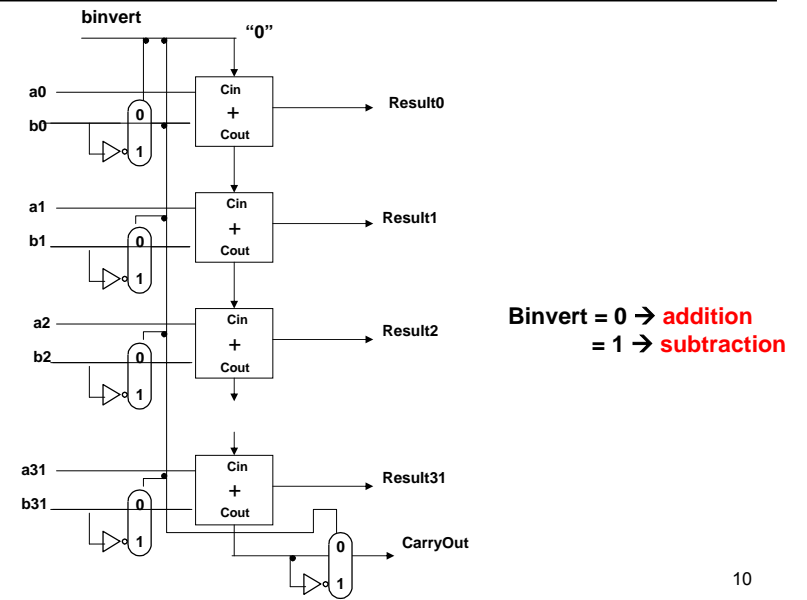 binvert
“0”
a0
Cin
Result0
0
+
b0
Cout
1
a1
Cin
Result1
b1
0
+
Cout
1
a2
Cin
Result2
b2
0
+
Cout
1
Binvert = 0 → addition
= 1 → subtraction
a31
Cin
Result31
b31
0
+
Cout
1
0
CarryOut
1
10